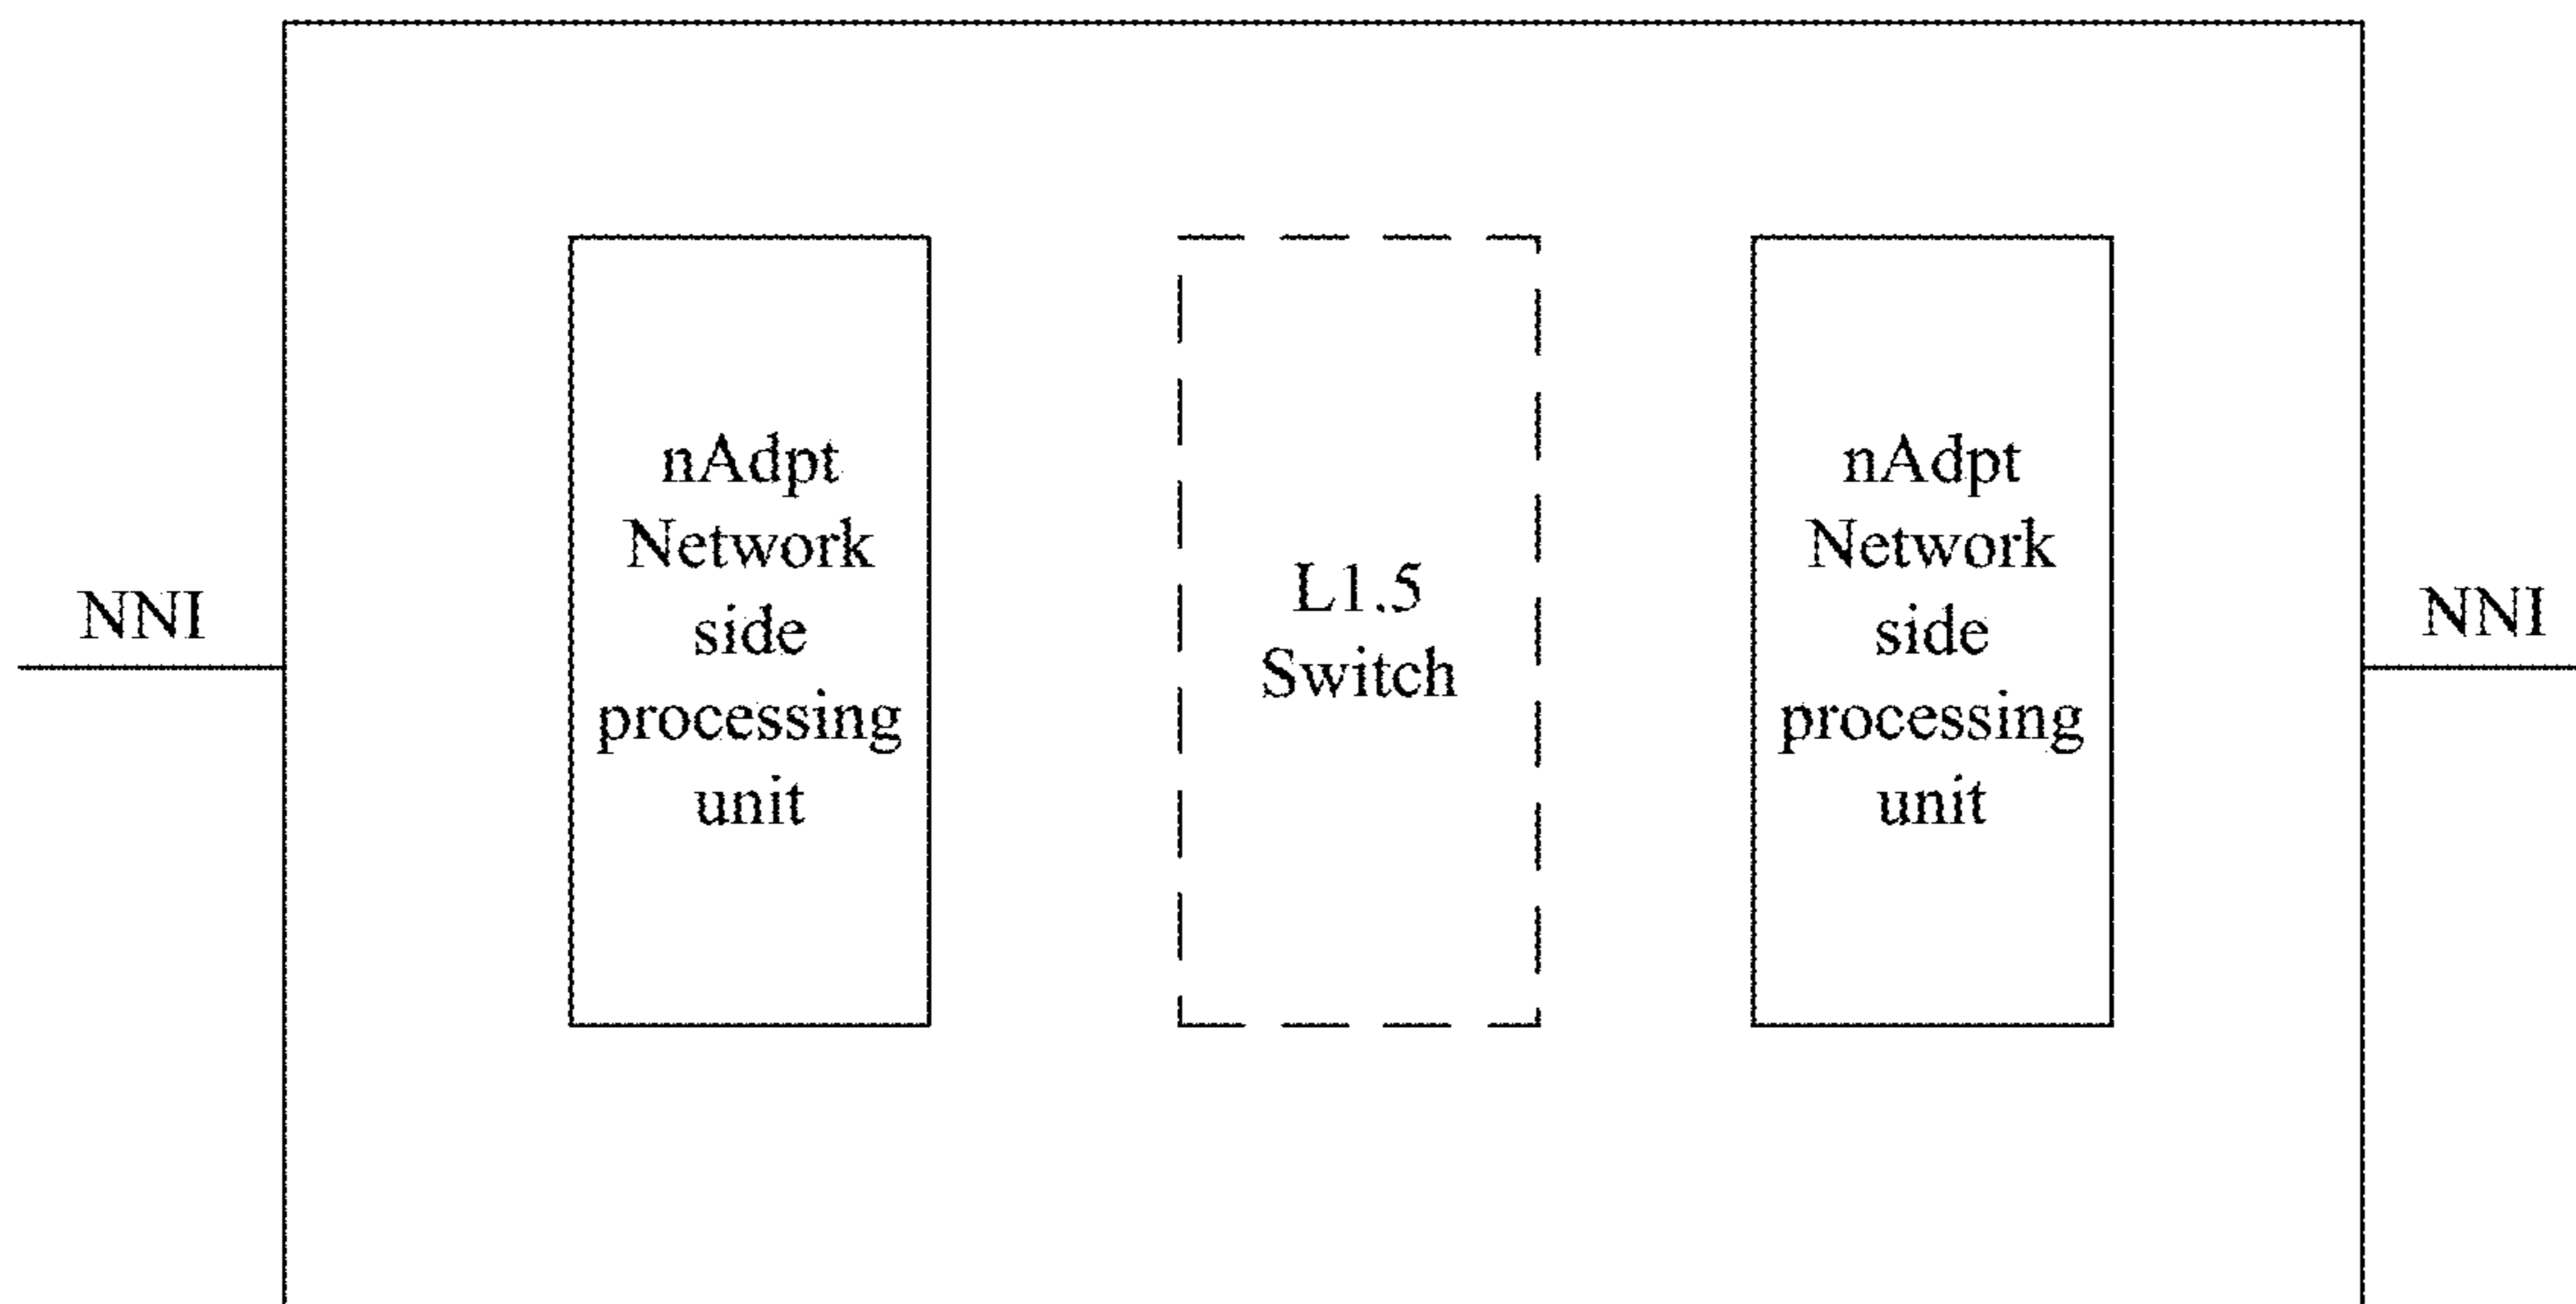 NNI
nAdpt
Network
side
processing
unit
L1.5
Switch
nAdpt
Network
side
processing
unit
NNI